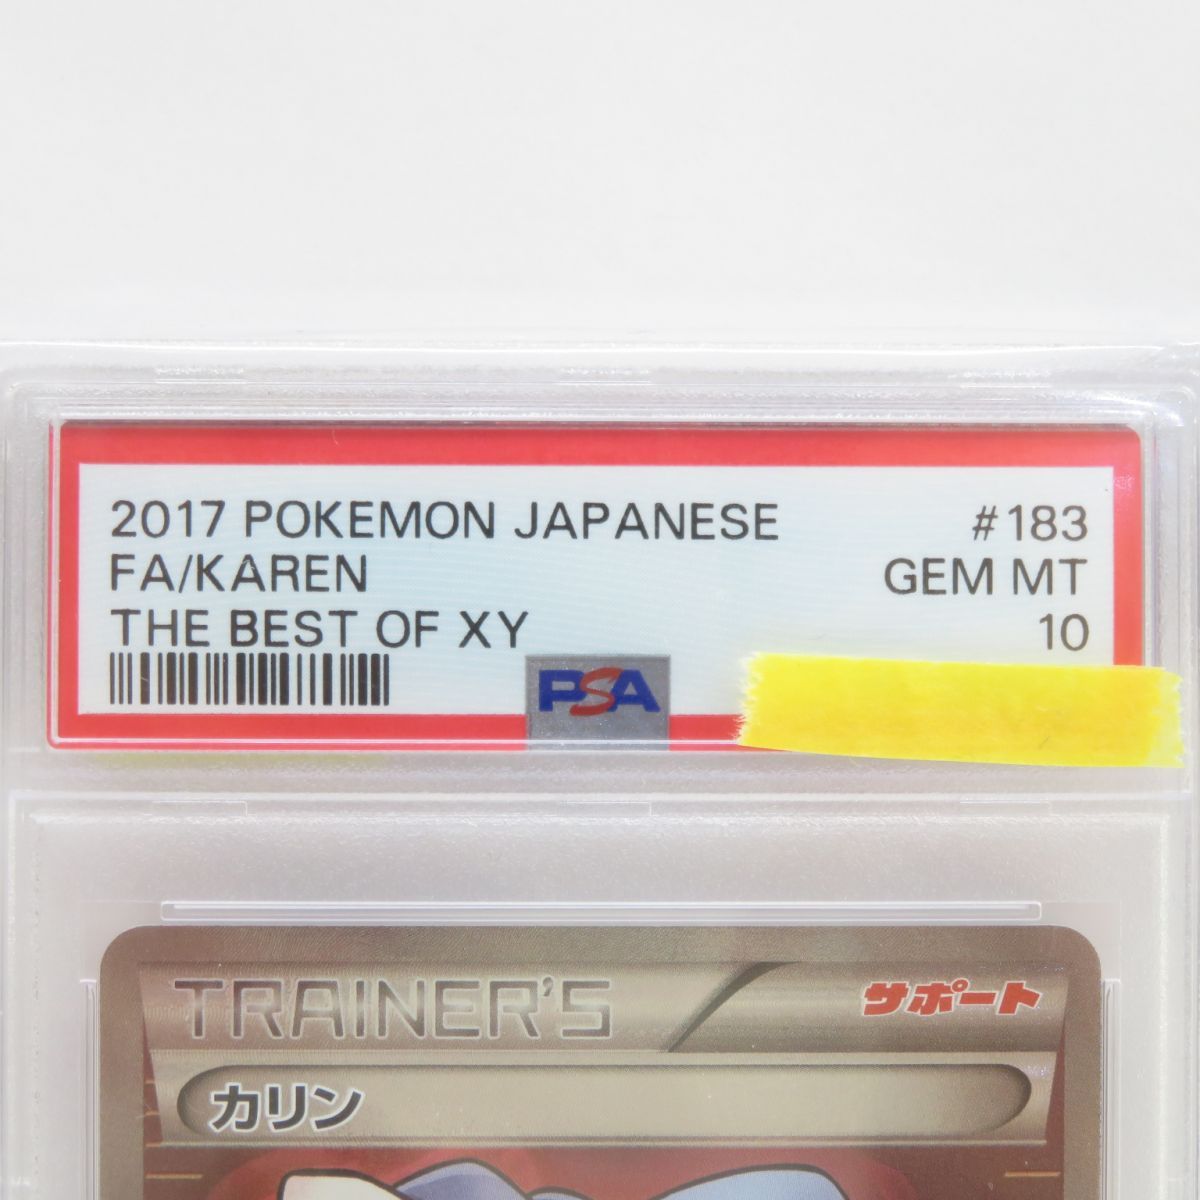 2017 POKEMON JAPANESE #183
FA/KAREN GEM MT
THE BEST OF XY 10
PSA
TRAINER'S サポート
カリン